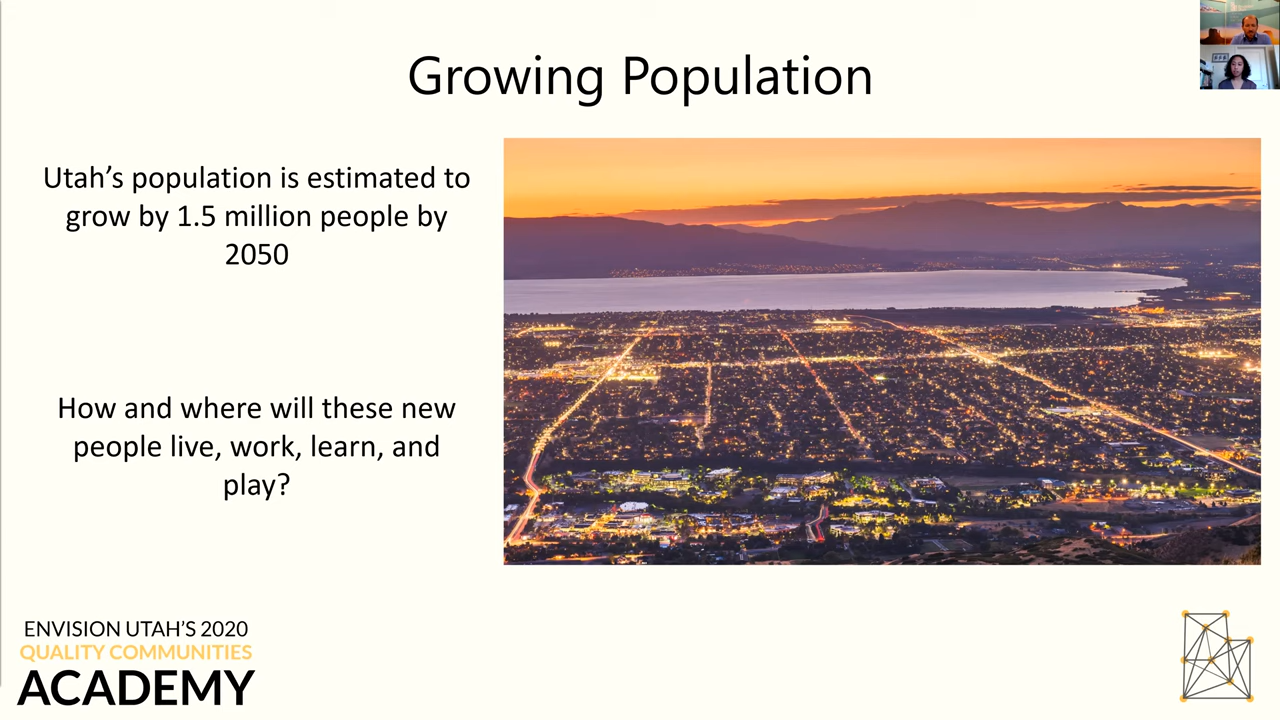 Growing Population
Utah’s population is estimated to
grow by 1.5 million people by
2050
How and where will these new
people live, work, learn, and
play?
ENVISION UTAH’S 2020
QUALITY COMMUNITIES
ACADEMY